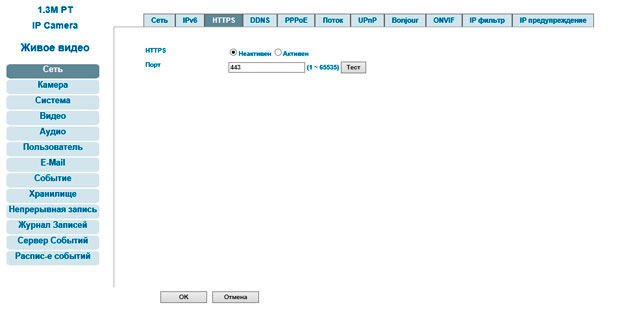 1.3M PT
IP Camera
Живое видео
Сеть
Камера
Система
Видео
Аудио
Пользователь
E-Mail
Событие
Хранилище
Непрерывная запись
Журнал Записей
Сервер Событий
Распис-е событий
Сеть IPv6 HTTPS DDNS PPPoE Поток UPnP Bonjour ONVIF IP фильтр IP предупреждение
HTTPS Неактивен Активен
Порт 443 (1 ~ 65535) Тест
OK Отмена